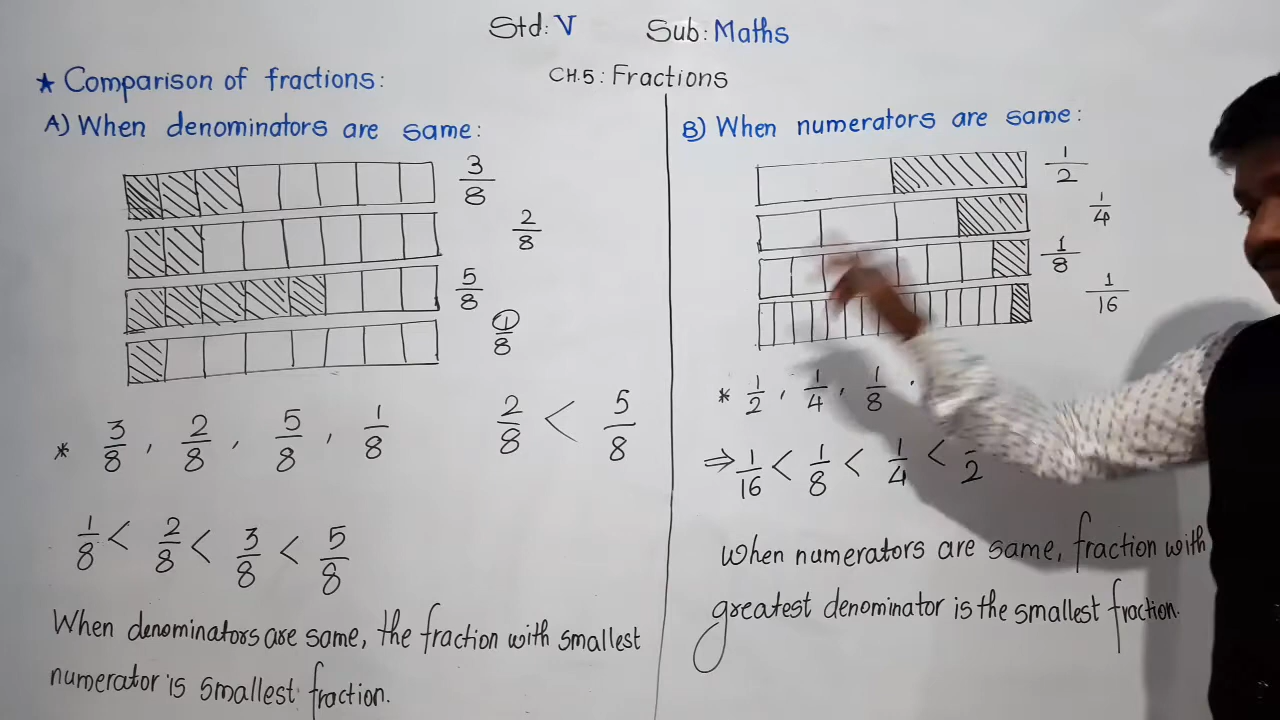 Std: V Sub: Maths
CH.5: Fractions
★ Comparison of fractions:
A) When denominators are same:
3/8
2/8
5/8
1/8
* 3/8, 2/8, 5/8, 1/8
2/8 < 5/8
1/8 < 2/8 < 3/8 < 5/8
When denominators are same, the fraction with smallest
numerator is smallest fraction.
B) When numerators are same:
1/2
1/4
1/8
1/16
* 1/2, 1/4, 1/8,
⇒ 1/16 < 1/8 < 1/4 < 2
When numerators are same, fraction with
greatest denominator is the smallest fraction.